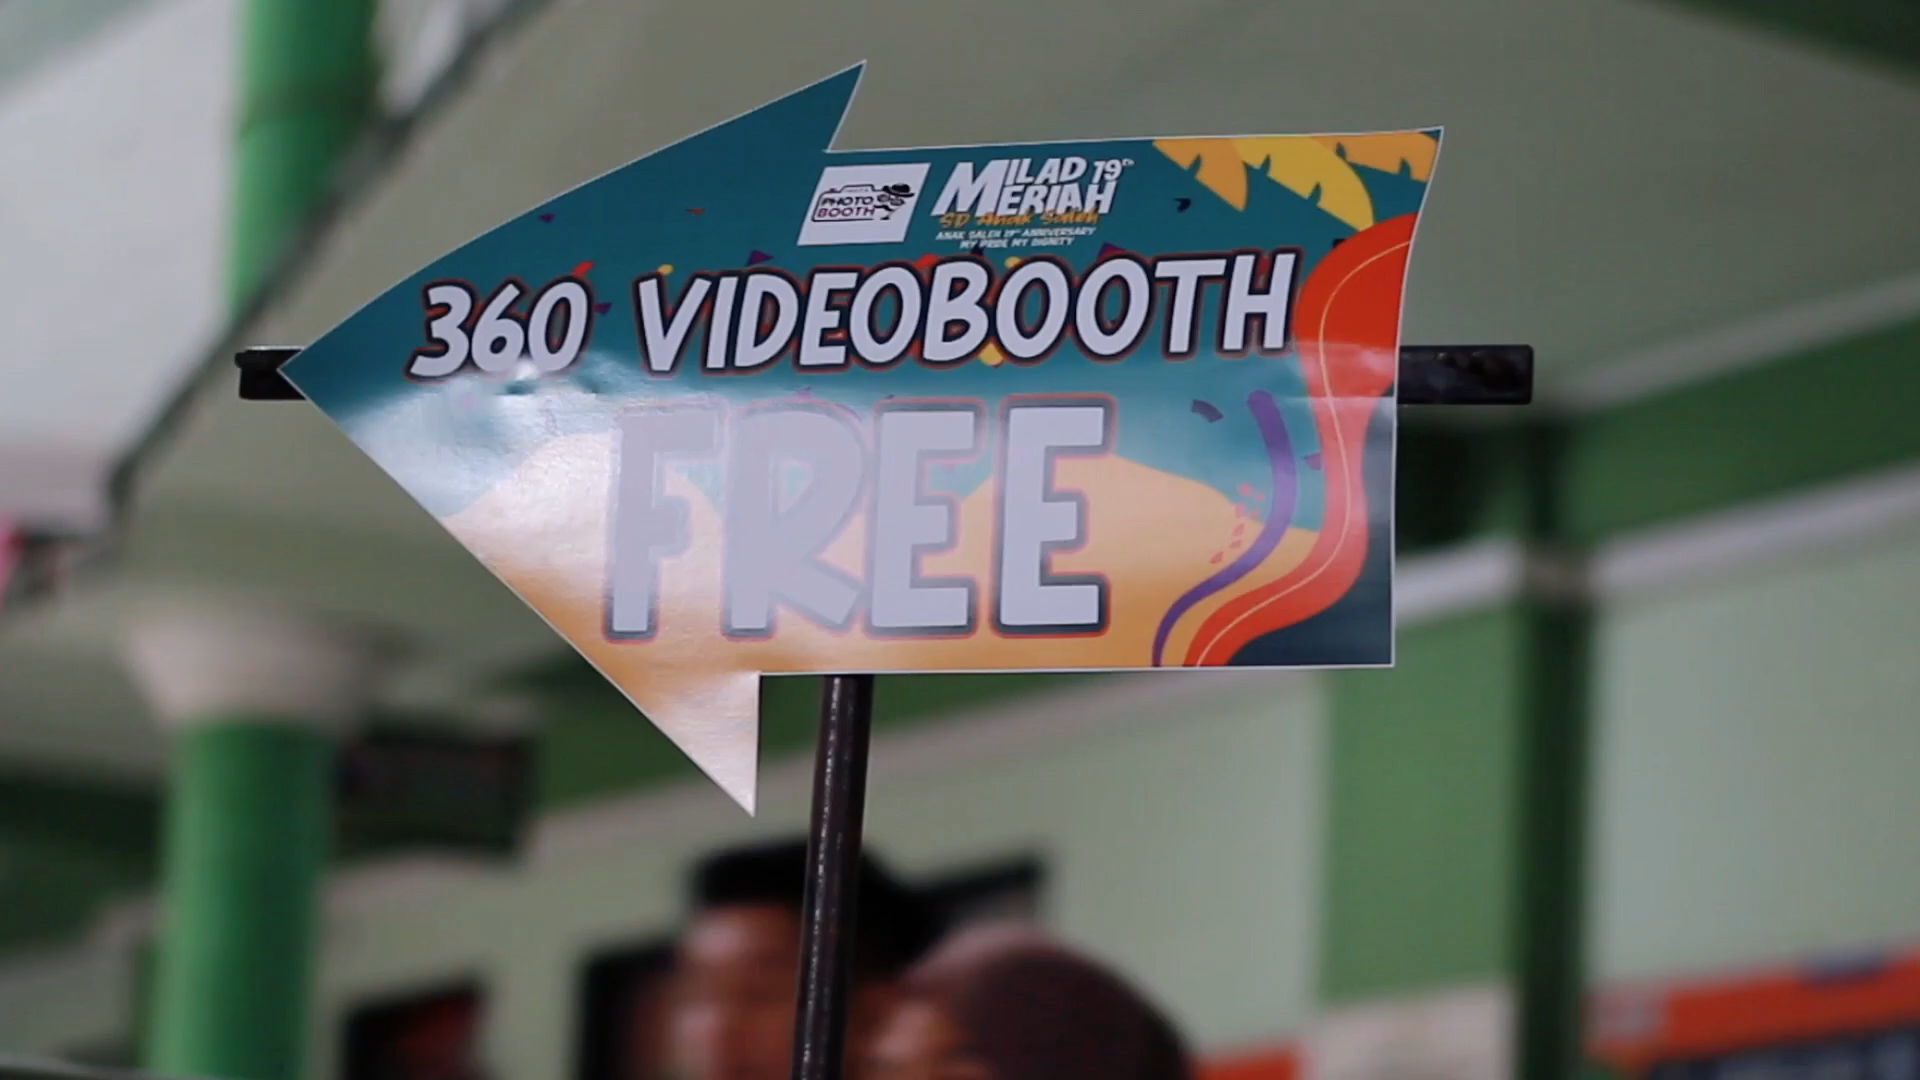 PHOTO
BOOTH
MILAD 19th
MERIAH
SD Anak Saleh
ANAK SALEH 19th ANNIVERSARY
MY PRIDE MY DIGNITY
360 VIDEOBOOTH
FREE